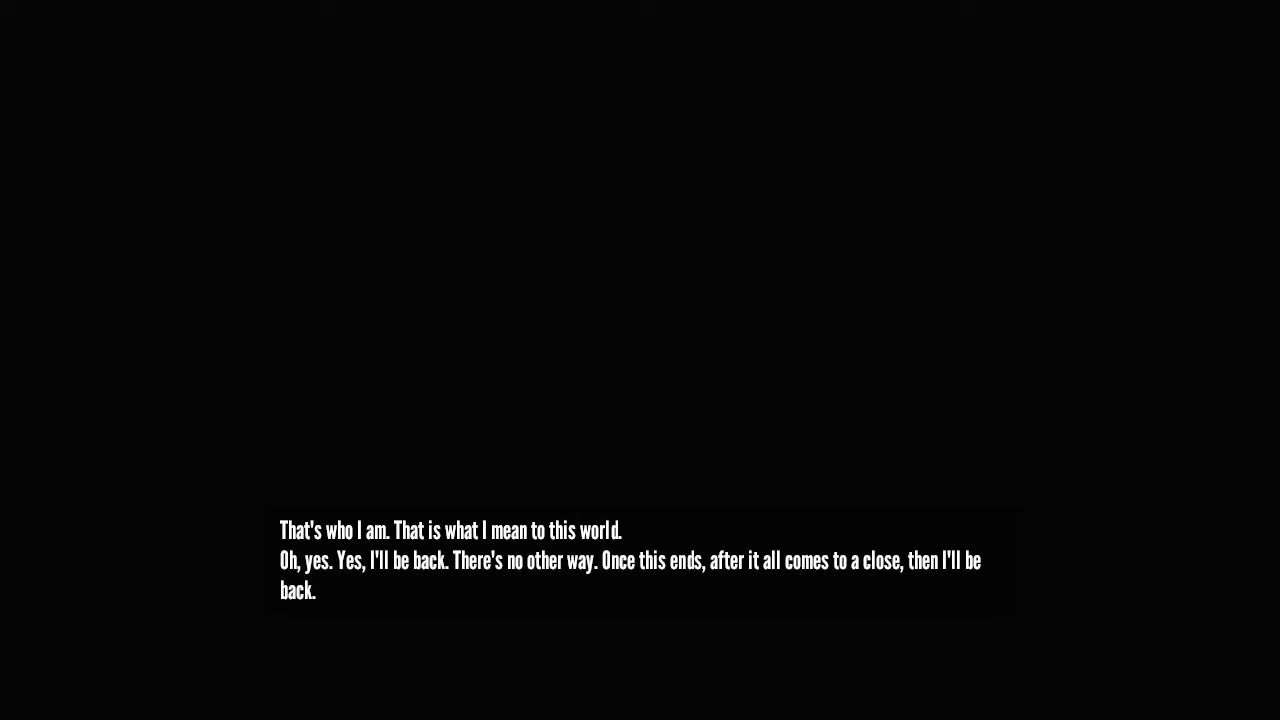 That's who I am. That is what I mean to this world.
Oh, yes. Yes, I'll be back. There's no other way. Once this ends, after it all comes to a close, then I'll be
back.